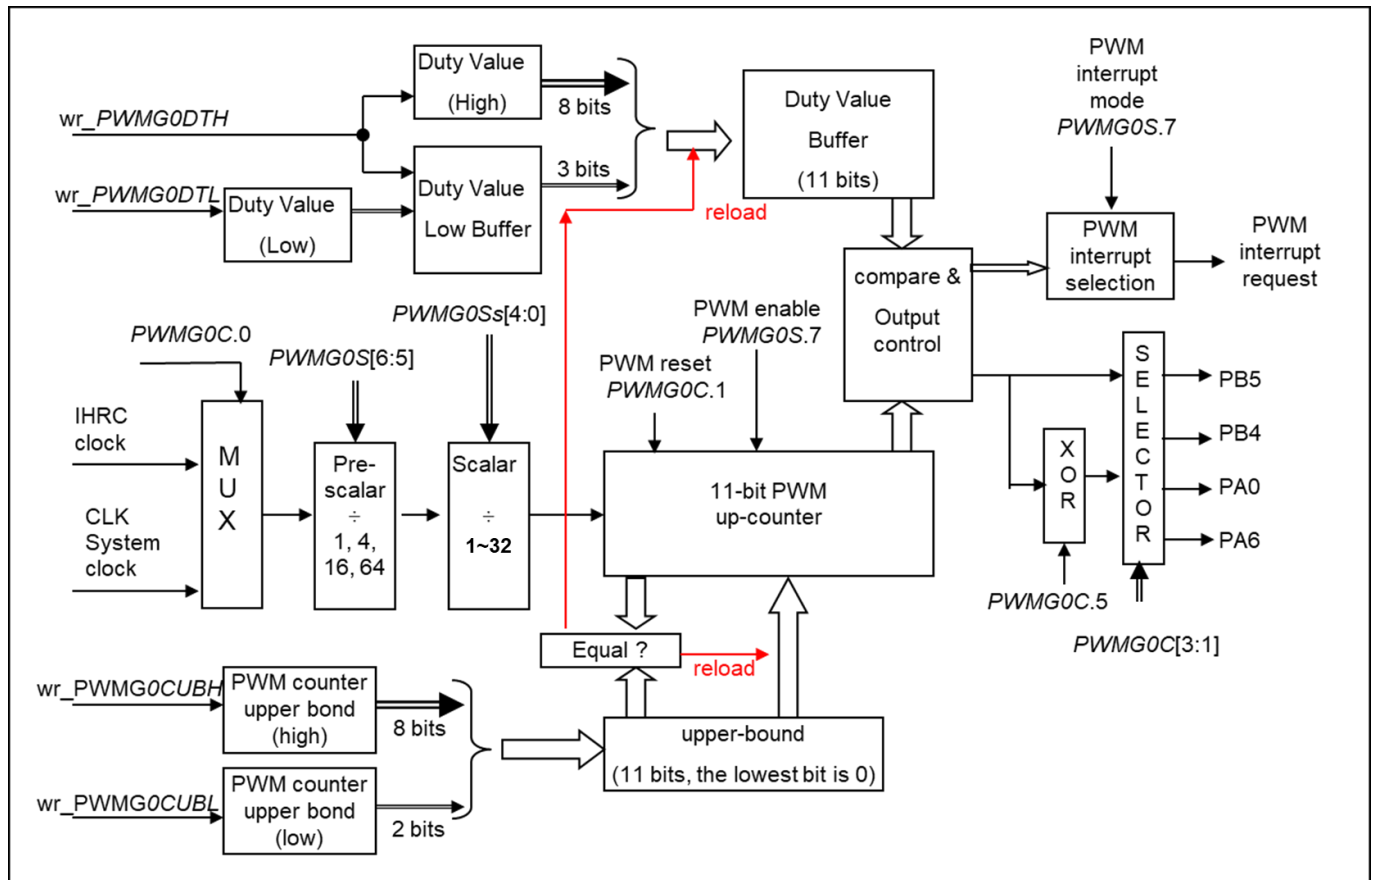 wr_PWMG0DTH
Duty Value
(High)
8 bits
wr_PWMG0DTL
Duty Value
(Low)
Duty Value
Low Buffer
3 bits
reload
Duty Value
Buffer
(11 bits)
PWM
interrupt
mode
PWMG0S.7
PWM
interrupt
selection
PWM
interrupt
request
compare &
Output
control
PWMG0C.0
PWMG0S[6:5]
PWMG0Ss[4:0]
PWM reset
PWMG0C.1
PWM enable
PWMG0S.7
IHRC
clock
CLK
System
clock
M
U
X
Pre-
scalar
÷
1, 4,
16, 64
Scalar
÷
1~32
11-bit PWM
up-counter
X
O
R
PWMG0C.5
S
E
L
E
C
T
O
R
PWMG0C[3:1]
PB5
PB4
PA0
PA6
Equal ?
reload
wr_PWMG0CUBH
PWM counter
upper bond
(high)
8 bits
wr_PWMG0CUBL
PWM counter
upper bond
(low)
2 bits
upper-bound
(11 bits, the lowest bit is 0)